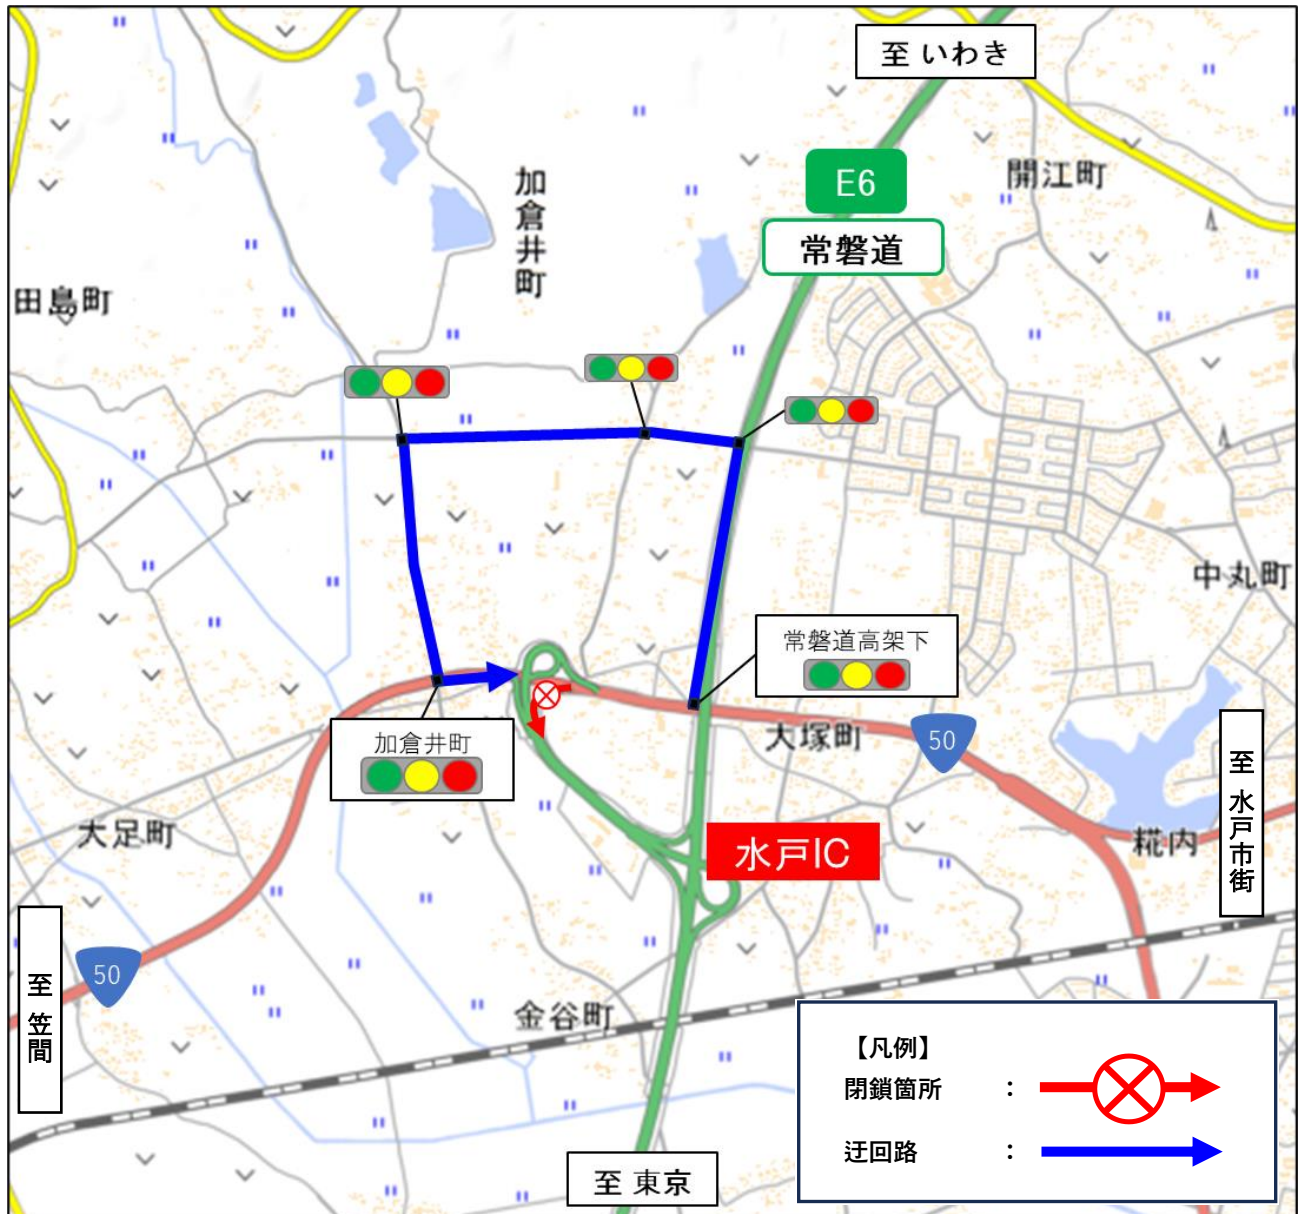 至 いわき
E6
常磐道
開江町
加倉井町
田島町
中丸町
常磐道高架下
大塚町
50
加倉井町
至 水戸市街
水戸IC
糀内
大足町
50
至 笠間
金谷町
至 東京
【凡例】
閉鎖箇所 :
迂回路 :